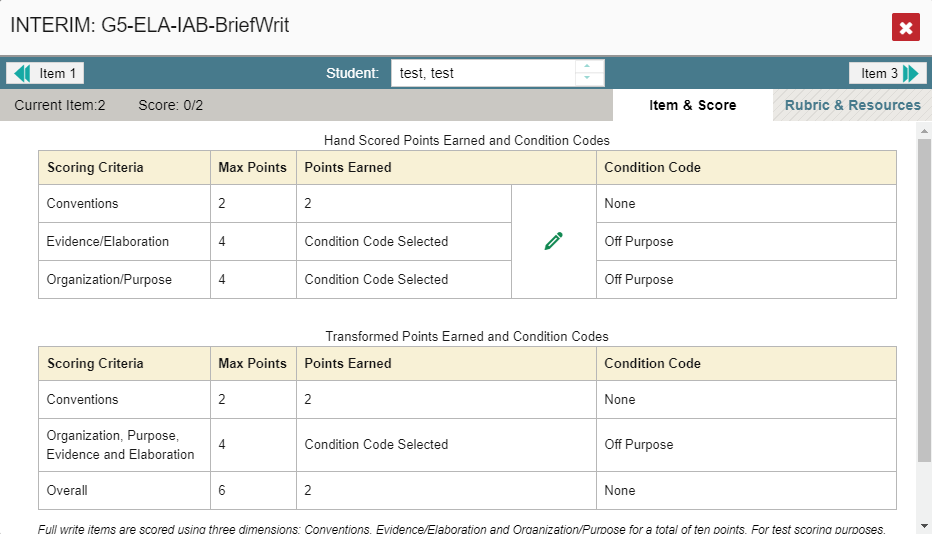 INTERIM: G5-ELA-IAB-BriefWrit
Item 1
Student:
test, test
Item 3
Current Item:2
Score: 0/2
Item & Score
Rubric & Resources
Hand Scored Points Earned and Condition Codes
Scoring Criteria Max Points Points Earned Condition Code
Conventions 2 2 None
Evidence/Elaboration 4 Condition Code Selected Off Purpose
Organization/Purpose 4 Condition Code Selected Off Purpose
Transformed Points Earned and Condition Codes
Scoring Criteria Max Points Points Earned Condition Code
Conventions 2 2 None
Organization, Purpose,
Evidence and Elaboration 4 Condition Code Selected Off Purpose
Overall 6 2 None
Full write items are scored using three dimensions: Conventions, Evidence/Elaboration and Organization/Purpose for a total of ten points. For test scoring purposes,